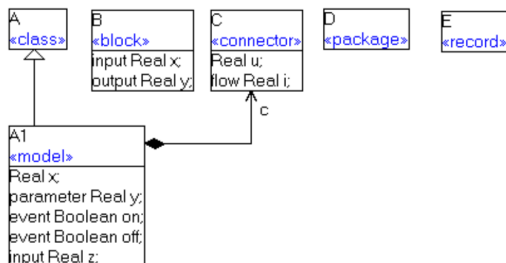 A
«class»
B
«block»
input Real x;
output Real y;
C
«connector»
Real u;
flow Real i;
D
«package»
E
«record»
c
A1
«model»
Real x;
parameter Real y;
event Boolean on;
event Boolean off;
input Real z;